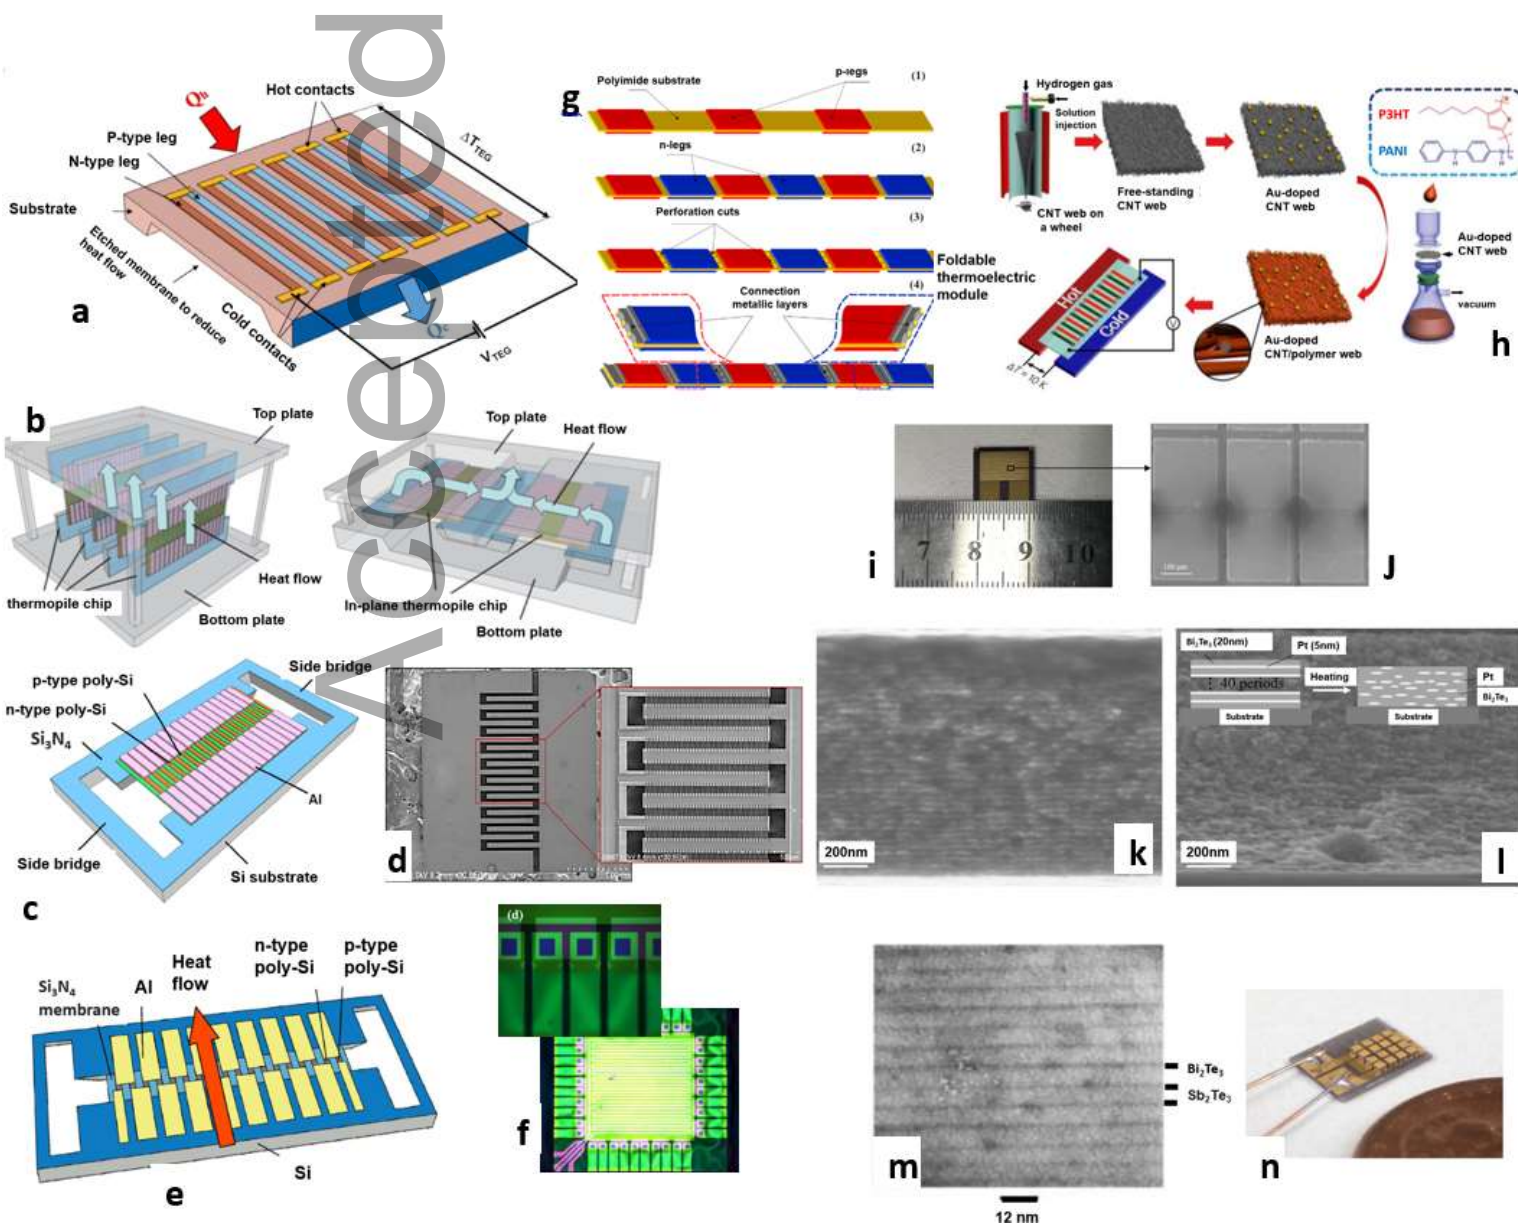 Accepted
a
Q_h
Hot contacts
P-type leg
N-type leg
ΔT_TEG
Substrate
Etched membrane to reduce
heat flow
Cold contacts
Q_c
V_TEG
g
Polyimide substrate
p-legs
(1)
n-legs
(2)
Perforation cuts
(3)
(4)
Connection
metallic layers
Hydrogen gas
Solution
injection
CNT web on
a wheel
Free-standing
CNT web
Au-doped
CNT web
P3HT
PANI
Au-doped
CNT web
vacuum
Au-doped
CNT/polymer web
Foldable
thermoelectric
module
Hot
Cold
V
ΔT = 10 K
h
b
Top plate
Heat flow
thermopile chip
Bottom plate
Top plate
Heat flow
In-plane thermopile chip
Bottom plate
i
7 8 9 10
J
100 μm
p-type poly-Si
n-type poly-Si
Si₃N₄
Side bridge
Al
Side bridge
Si substrate
c
d
k
200nm
Bi₂Te₃ (20nm)
Pt (5nm)
40 periods
Heating
Pt
Bi₂Te₃
Substrate
Substrate
200nm
l
Si₃N₄
membrane
Al
Heat
flow
n-type
poly-Si
p-type
poly-Si
Si
e
(d)
f
m
Bi₂Te₃
Sb₂Te₃
12 nm
n